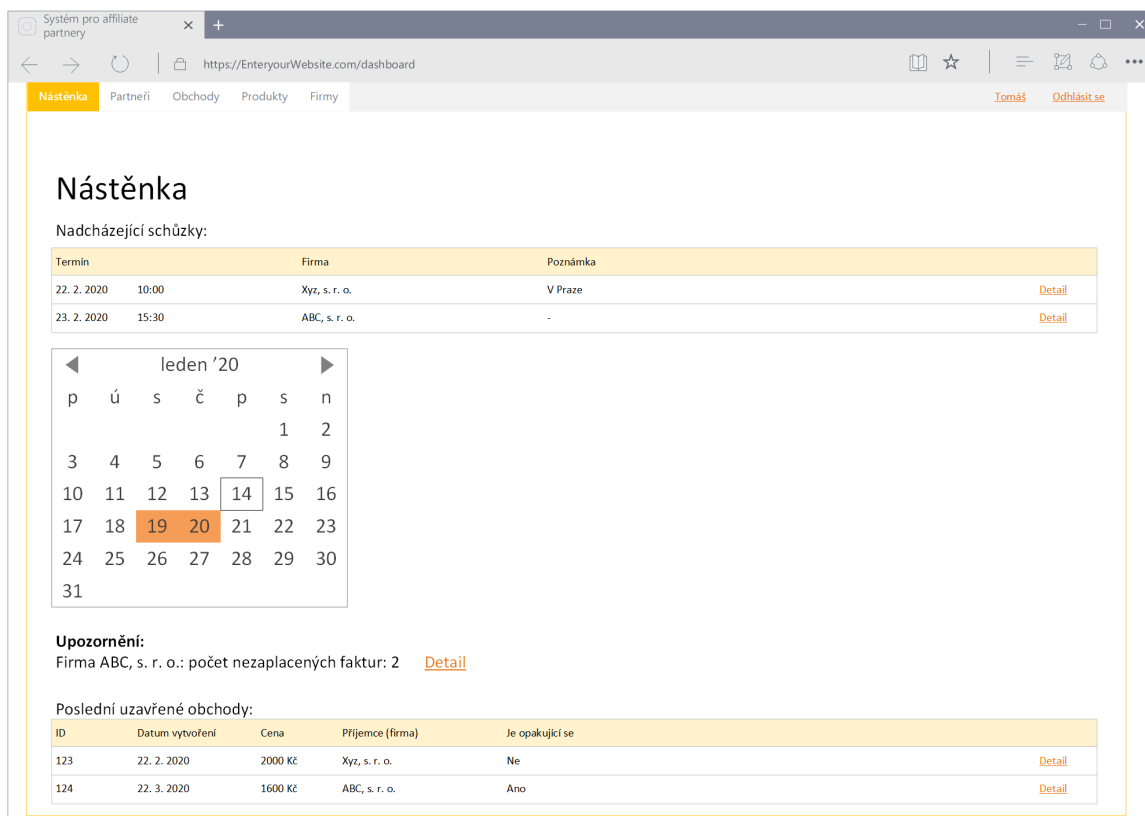 Systém pro affiliate
partnery
https://EnteryourWebsite.com/dashboard
Nástěnka Partneři Obchody Produkty Firmy Tomáš Odhlásit se
Nástěnka
Nadcházející schůzky:
Termín Firma Poznámka
22. 2. 2020 10:00 Xyz, s. r. o. V Praze Detail
23. 2. 2020 15:30 ABC, s. r. o. - Detail
leden ’20
p ú s č p s n
1 2
3 4 5 6 7 8 9
10 11 12 13 14 15 16
17 18 19 20 21 22 23
24 25 26 27 28 29 30
31
Upozornění:
Firma ABC, s. r. o.: počet nezaplacených faktur: 2 Detail
Poslední uzavřené obchody:
ID Datum vytvoření Cena Příjemce (firma) Je opakující se
123 22. 2. 2020 2000 Kč Xyz, s. r. o. Ne Detail
124 22. 3. 2020 1600 Kč ABC, s. r. o. Ano Detail